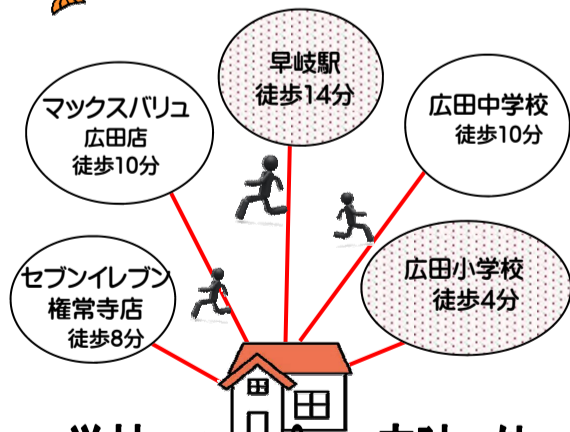 早岐駅
徒歩14分
マックスバリュ
広田店
徒歩10分
広田中学校
徒歩10分
セブンイレブン
権常寺店
徒歩8分
広田小学校
徒歩4分